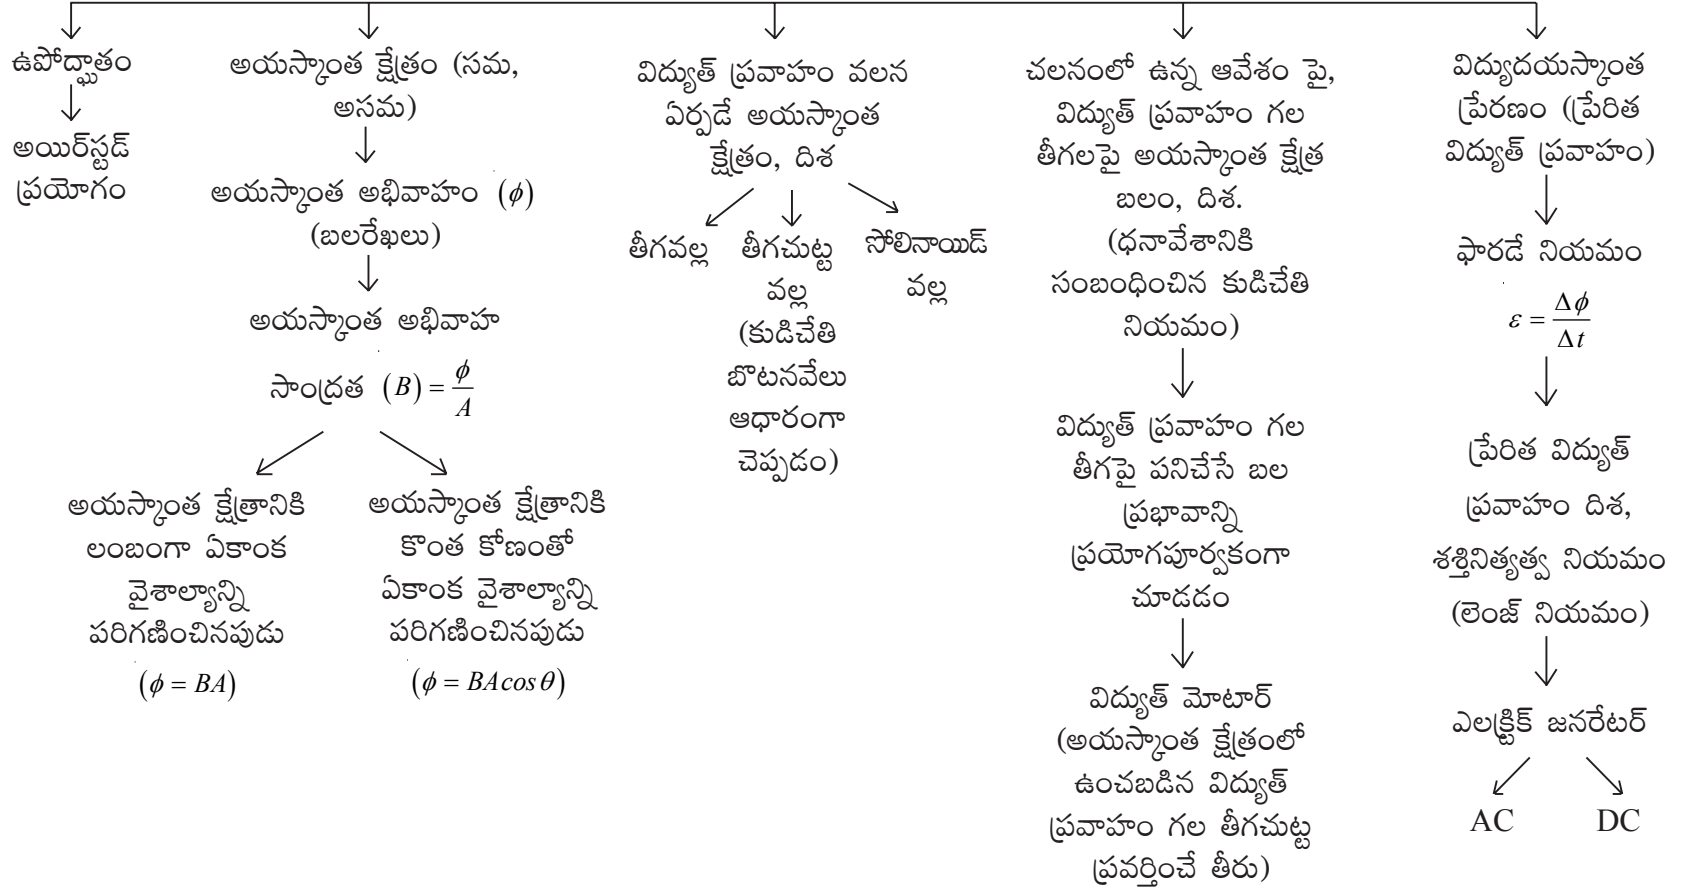 ఉపోద్ఘాతం
అయిర్‌స్టడ్
ప్రయోగం
అయస్కాంత క్షేత్రం (సమ,
అసమ)
అయస్కాంత అభివాహం (ϕ)
(బలరేఖలు)
అయస్కాంత అభివాహ
సాంద్రత (B) = ϕ/A
అయస్కాంత క్షేత్రానికి
లంబంగా ఏకాంక
వైశాల్యాన్ని
పరిగణించినపుడు
(ϕ = BA)
అయస్కాంత క్షేత్రానికి
కొంత కోణంతో
ఏకాంక వైశాల్యాన్ని
పరిగణించినపుడు
(ϕ = BAcosθ)
విద్యుత్ ప్రవాహం వలన
ఏర్పడే అయస్కాంత
క్షేత్రం, దిశ
తీగవల్ల
తీగచుట్ట
వల్ల
(కుడిచేతి
బొటనవేలు
ఆధారంగా
చెప్పడం)
సోలినాయిడ్
వల్ల
చలనంలో ఉన్న ఆవేశం పై,
విద్యుత్ ప్రవాహం గల
తీగలపై అయస్కాంత క్షేత్ర
బలం, దిశ.
(ధనావేశానికి
సంబంధించిన కుడిచేతి
నియమం)
విద్యుత్ ప్రవాహం గల
తీగపై పనిచేసే బల
ప్రభావాన్ని
ప్రయోగపూర్వకంగా
చూడడం
విద్యుత్ మోటార్
(అయస్కాంత క్షేత్రంలో
ఉంచబడిన విద్యుత్
ప్రవాహం గల తీగచుట్ట
ప్రవర్తించే తీరు)
విద్యుదయస్కాంత
ప్రేరణం (ప్రేరిత
విద్యుత్ ప్రవాహం)
ఫారడే నియమం
ε = Δϕ/Δt
ప్రేరిత విద్యుత్
ప్రవాహం దిశ,
శక్తినిత్యత్వ నియమం
(లెంజ్ నియమం)
ఎలక్ట్రిక్ జనరేటర్
AC DC